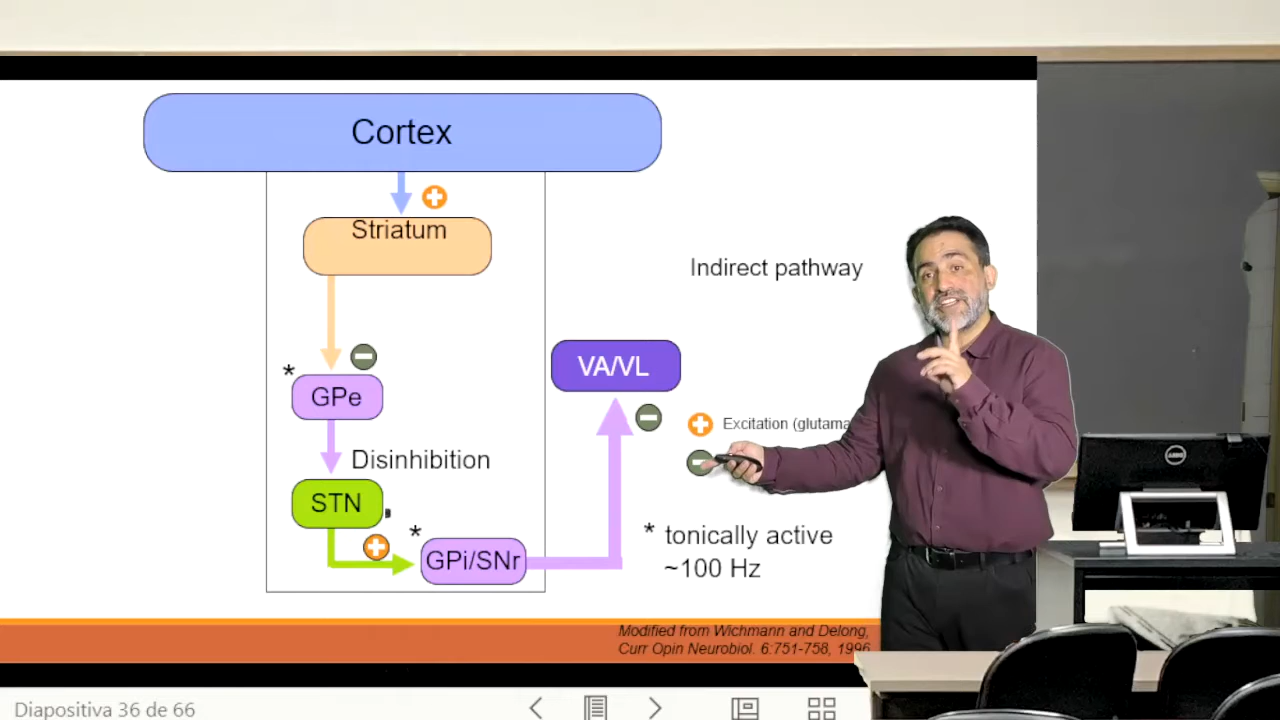 Cortex
Striatum
Indirect pathway
VA/VL
*
GPe
Excitation
Disinhibition
STN
*
GPi/SNr
* tonically active
~100 Hz
Modified from Wichmann and Delong,
Curr Opin Neurobiol. 6:751-758, 1996
Diapositiva 36 de 66